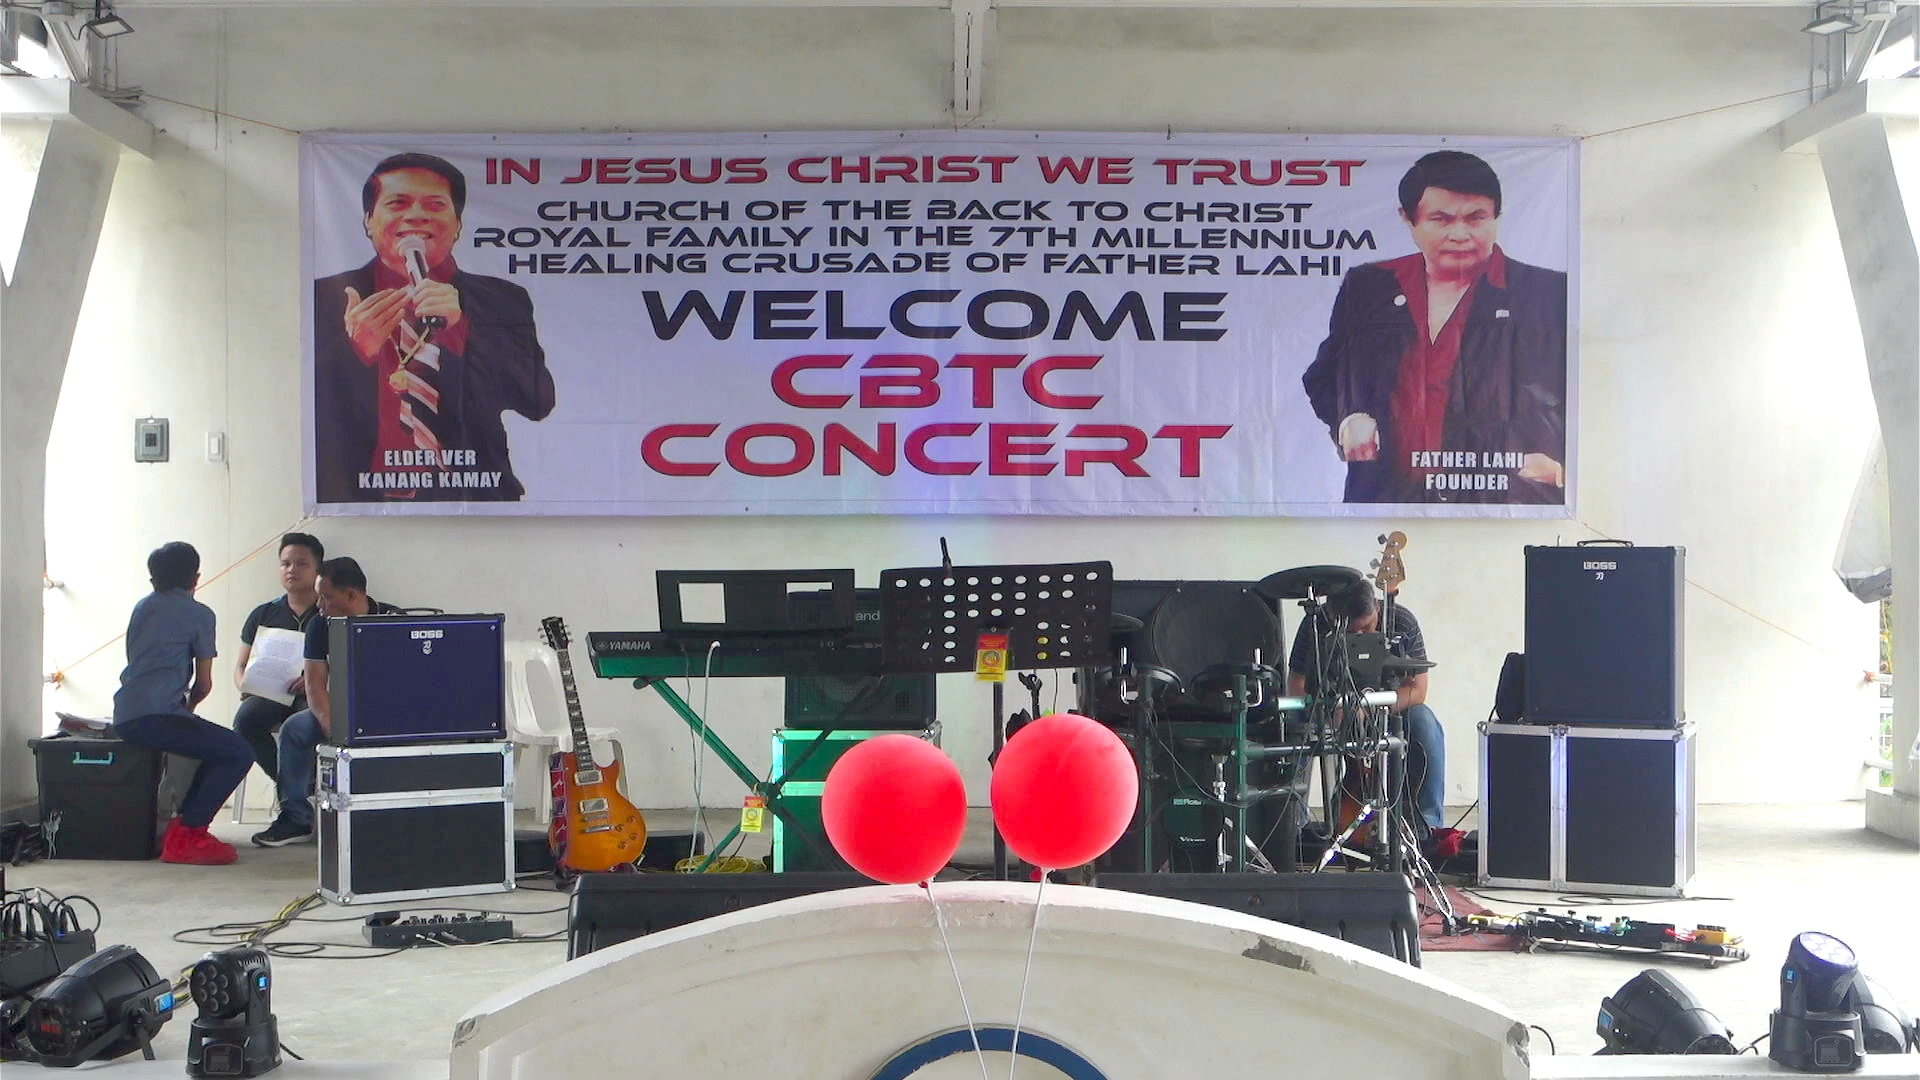 IN JESUS CHRIST WE TRUST
CHURCH OF THE BACK TO CHRIST
ROYAL FAMILY IN THE 7TH MILLENNIUM
HEALING CRUSADE OF FATHER LAHI
WELCOME
CBTC
CONCERT
ELDER VER
KANANG KAMAY
FATHER LAHI
FOUNDER
BOSS
YAMAHA
BOSS